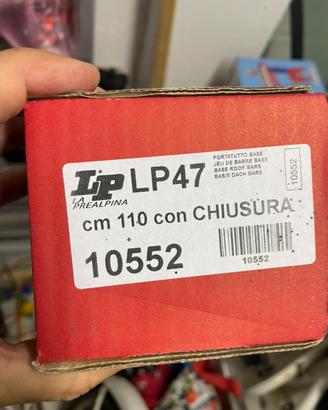 LP LP47
LA
PREALPINA
PORTATUTTO BASE
JEU DE BARRE BASE
BASE ROOF BARS
BASIS DACH BARS
10552
cm 110 con CHIUSURA
10552
10552